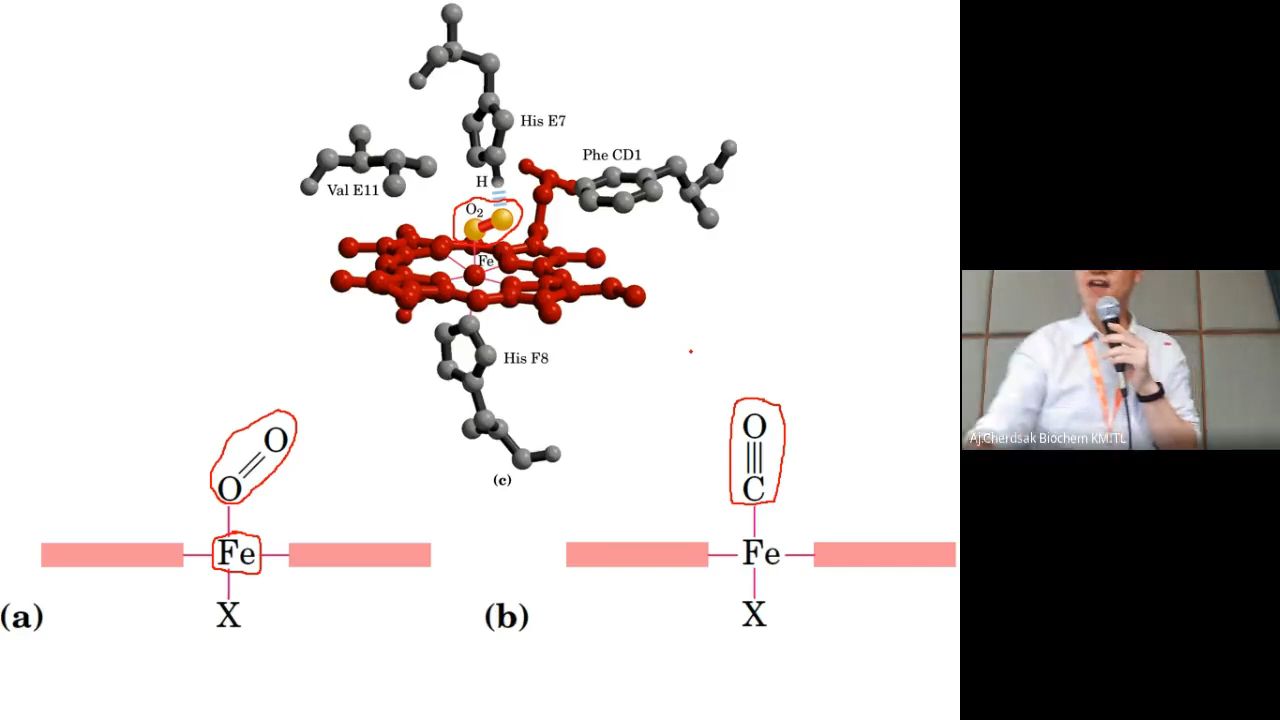 His E7
Phe CD1
Val E11
H
O₂
Fe
His F8
(c)
O
O
Fe
X
(a)
O
C
Fe
X
(b)
Aj.Cherdsak Biochem KMITL